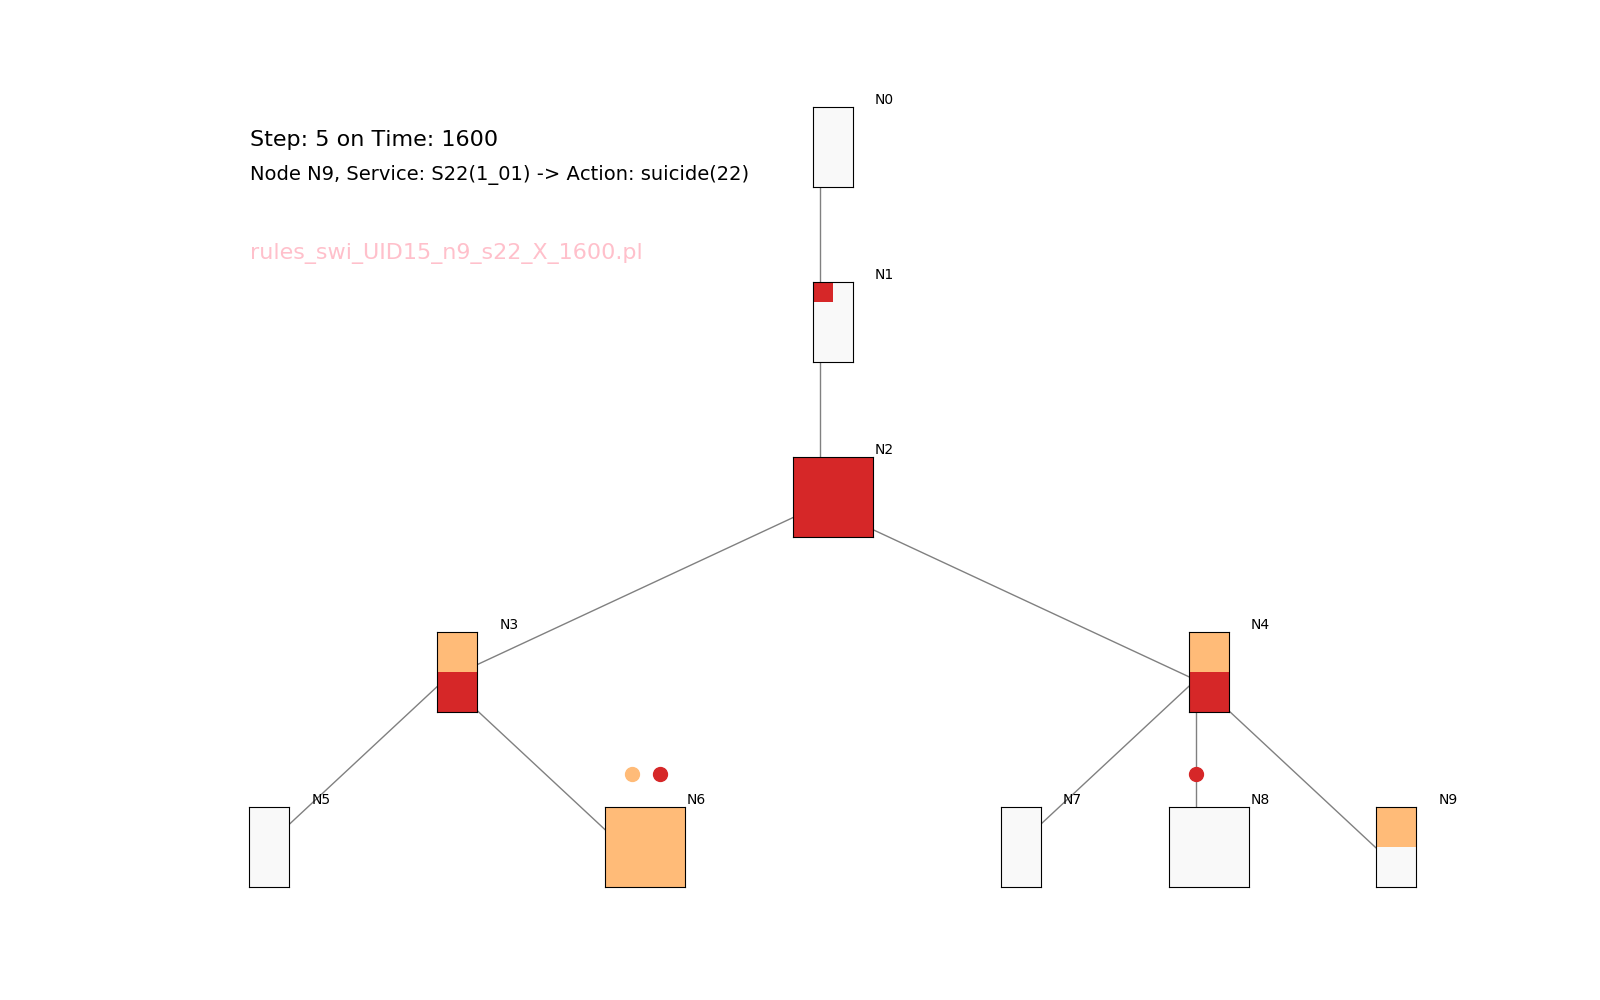 N0
Step: 5 on Time: 1600
Node N9, Service: S22(1_01) -> Action: suicide(22)
rules_swi_UID15_n9_s22_X_1600.pl
N1
N2
N3
N4
N5
N6
N7
N8
N9